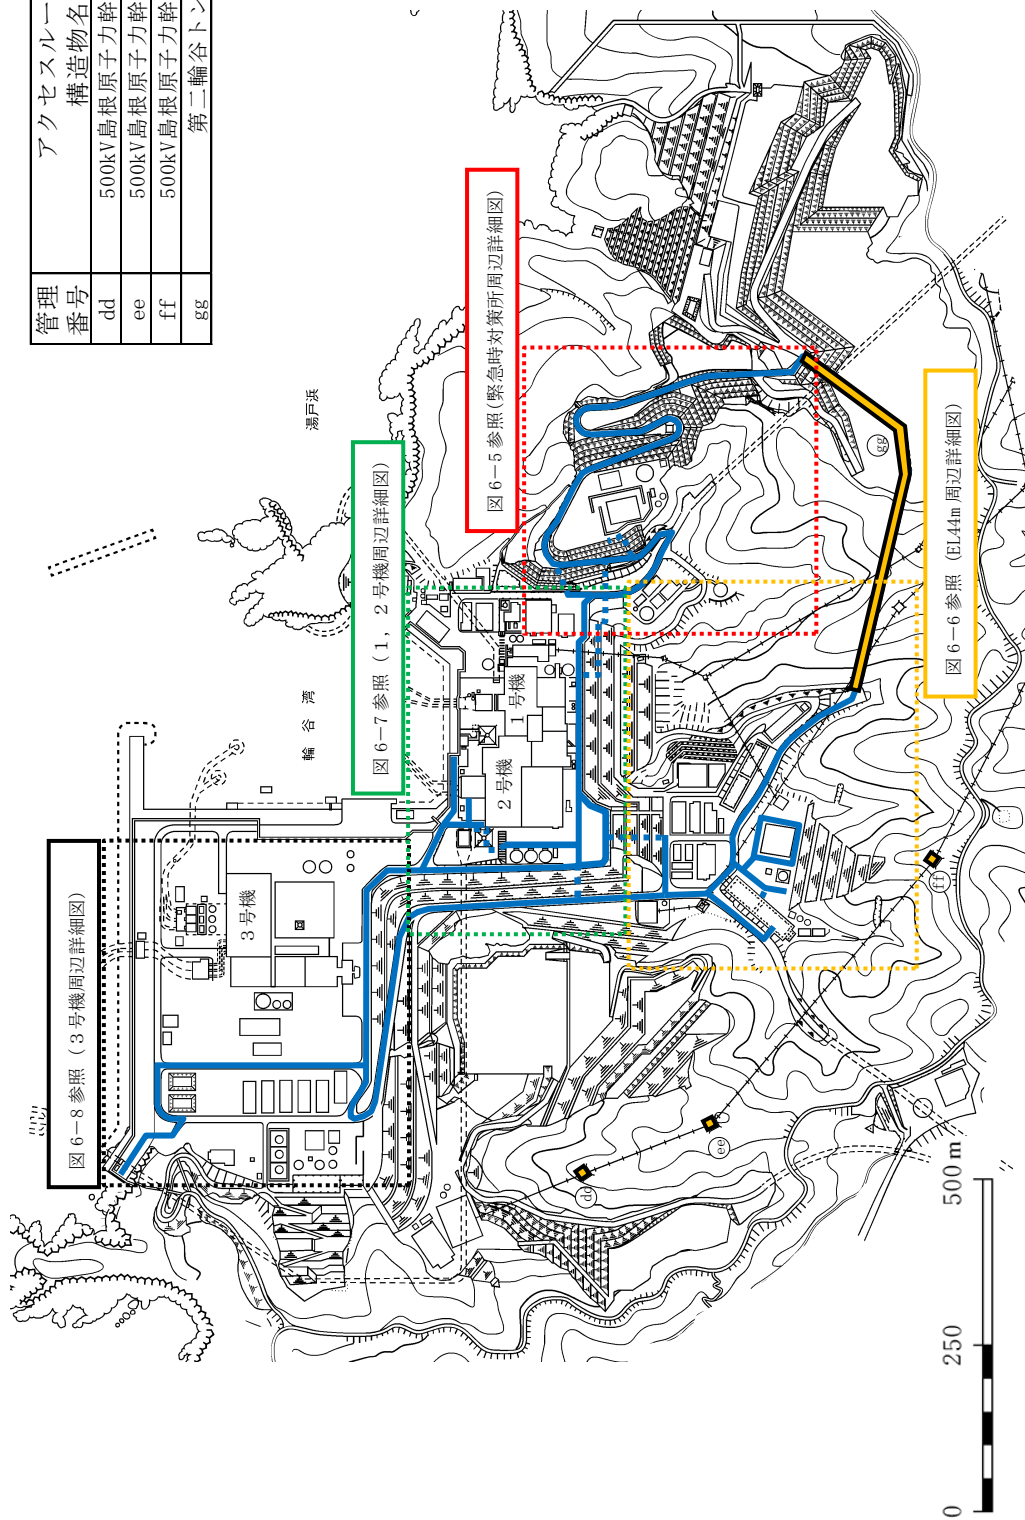 管理番号
アクセスルー
構造物名
dd 500kV島根原子力幹
ee 500kV島根原子力幹
ff 500kV島根原子力幹
gg 第二輪谷トン
図6-8参照（3号機周辺詳細図）
図6-7参照（1，2号機周辺詳細図）
図6-5参照(緊急時対策所周辺詳細図)
図6-6参照（EL44m周辺詳細図）
湯戸浜
輪谷湾
3号機
2号機
1号機
dd
ee
ff
gg
0 250 500m